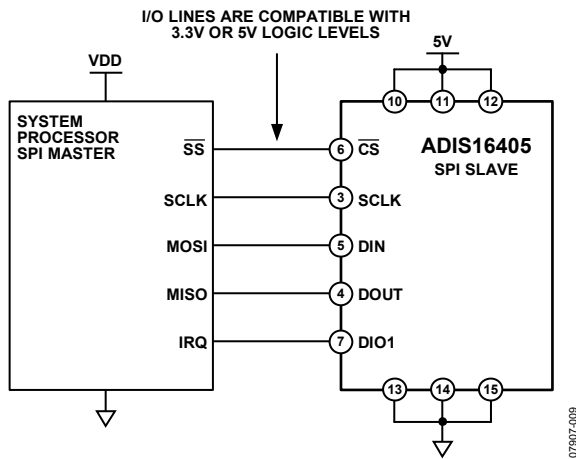 I/O LINES ARE COMPATIBLE WITH
3.3V OR 5V LOGIC LEVELS
VDD
5V
10
11
12
SYSTEM
PROCESSOR
SPI MASTER
ADIS16405
SPI SLAVE
SS
6
CS
SCLK
3
SCLK
MOSI
5
DIN
MISO
4
DOUT
IRQ
7
DIO1
13
14
15
07907-009